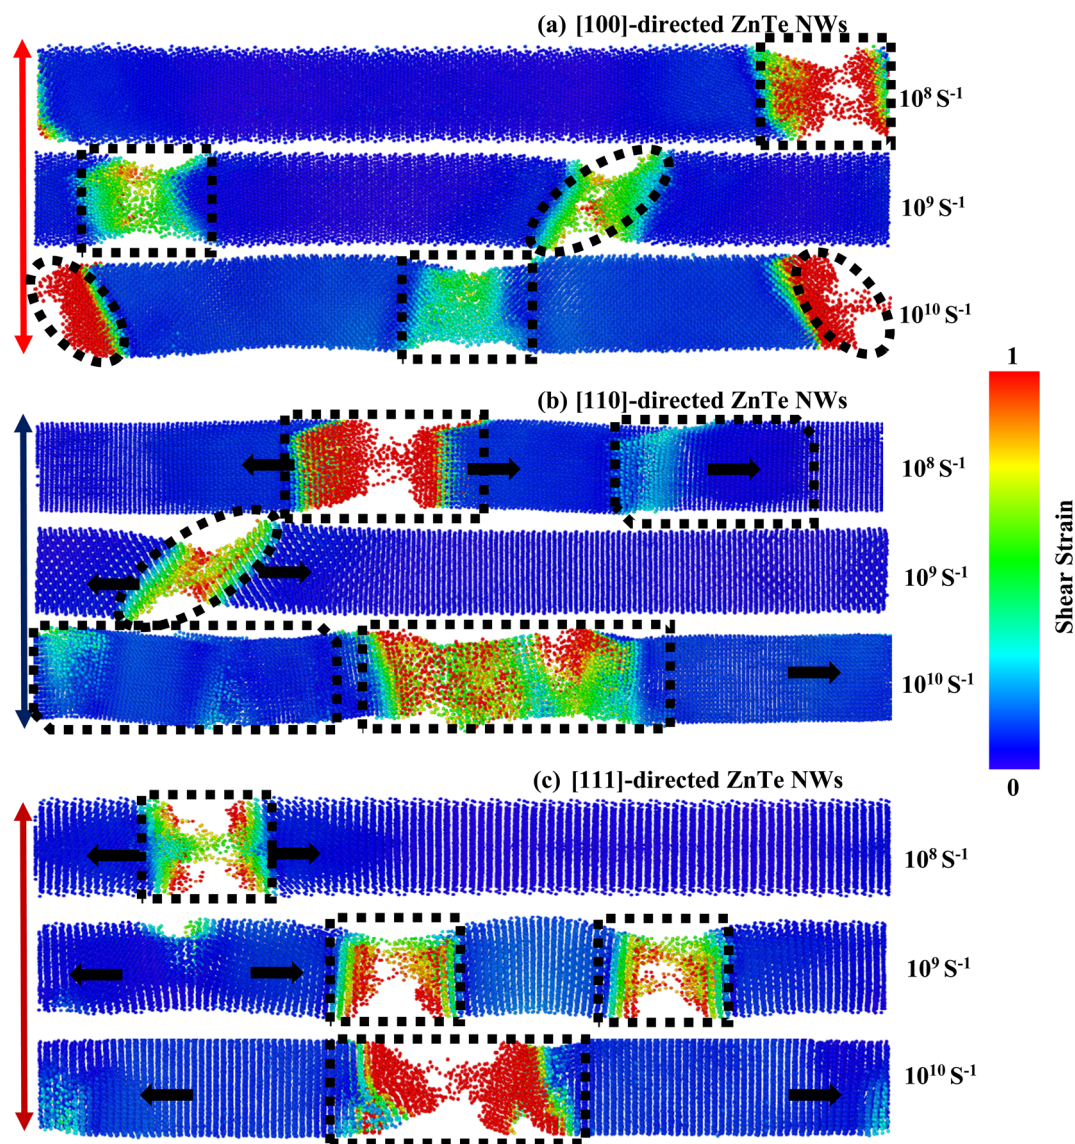 (a) [100]-directed ZnTe NWs
10⁸ S⁻¹
10⁹ S⁻¹
10¹⁰ S⁻¹
(b) [110]-directed ZnTe NWs
10⁸ S⁻¹
10⁹ S⁻¹
10¹⁰ S⁻¹
1
Shear Strain
0
(c) [111]-directed ZnTe NWs
10⁸ S⁻¹
10⁹ S⁻¹
10¹⁰ S⁻¹